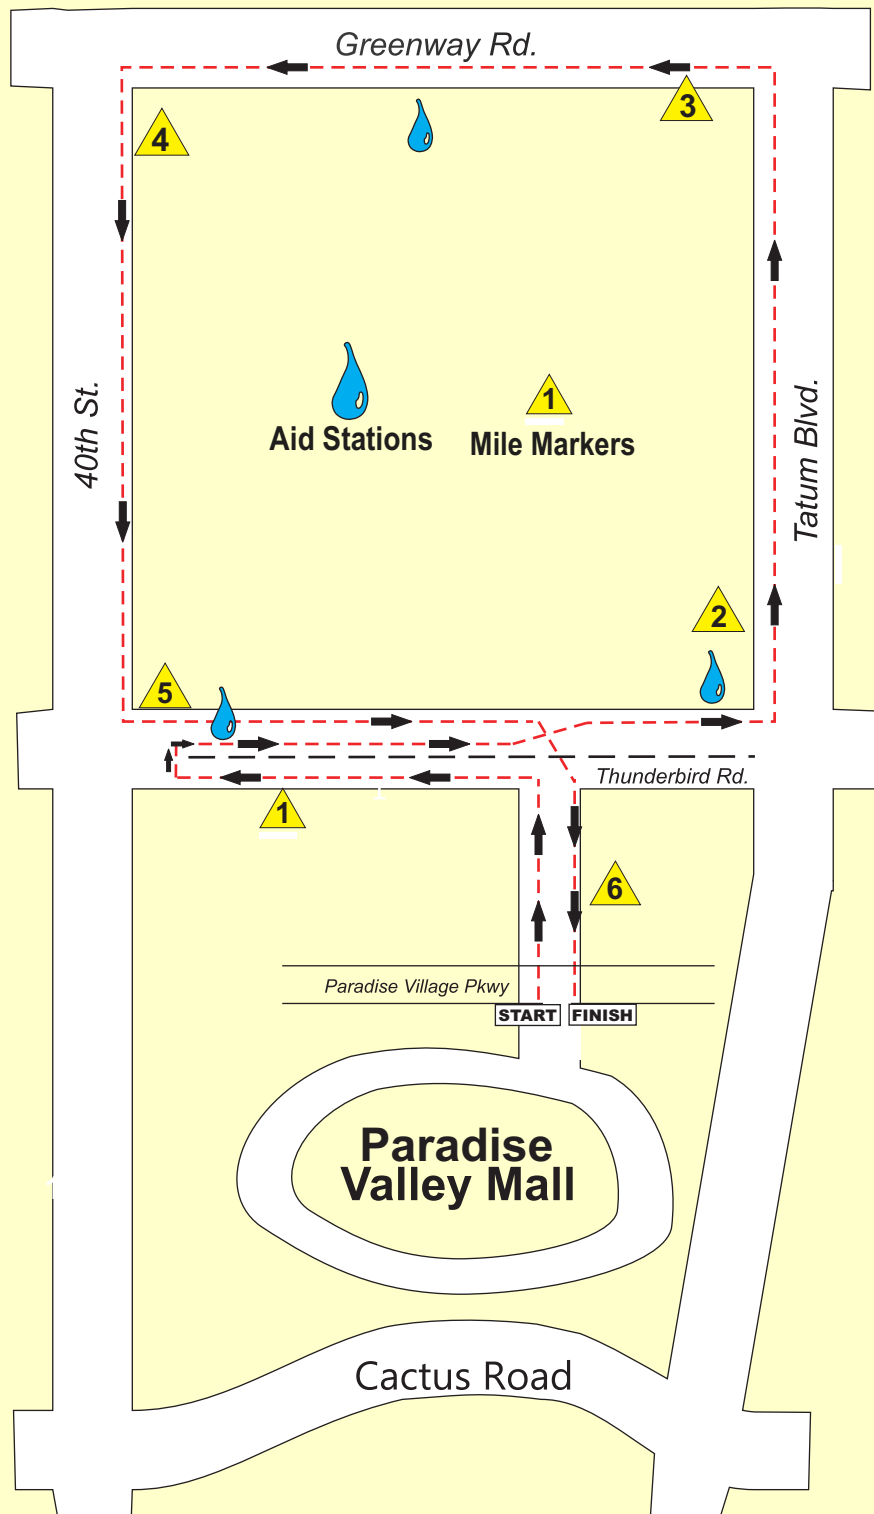 Greenway Rd.
3
4
40th St.
Tatum Blvd.
1
Aid Stations
Mile Markers
2
5
Thunderbird Rd.
1
6
Paradise Village Pkwy
START
FINISH
Paradise
Valley Mall
Cactus Road